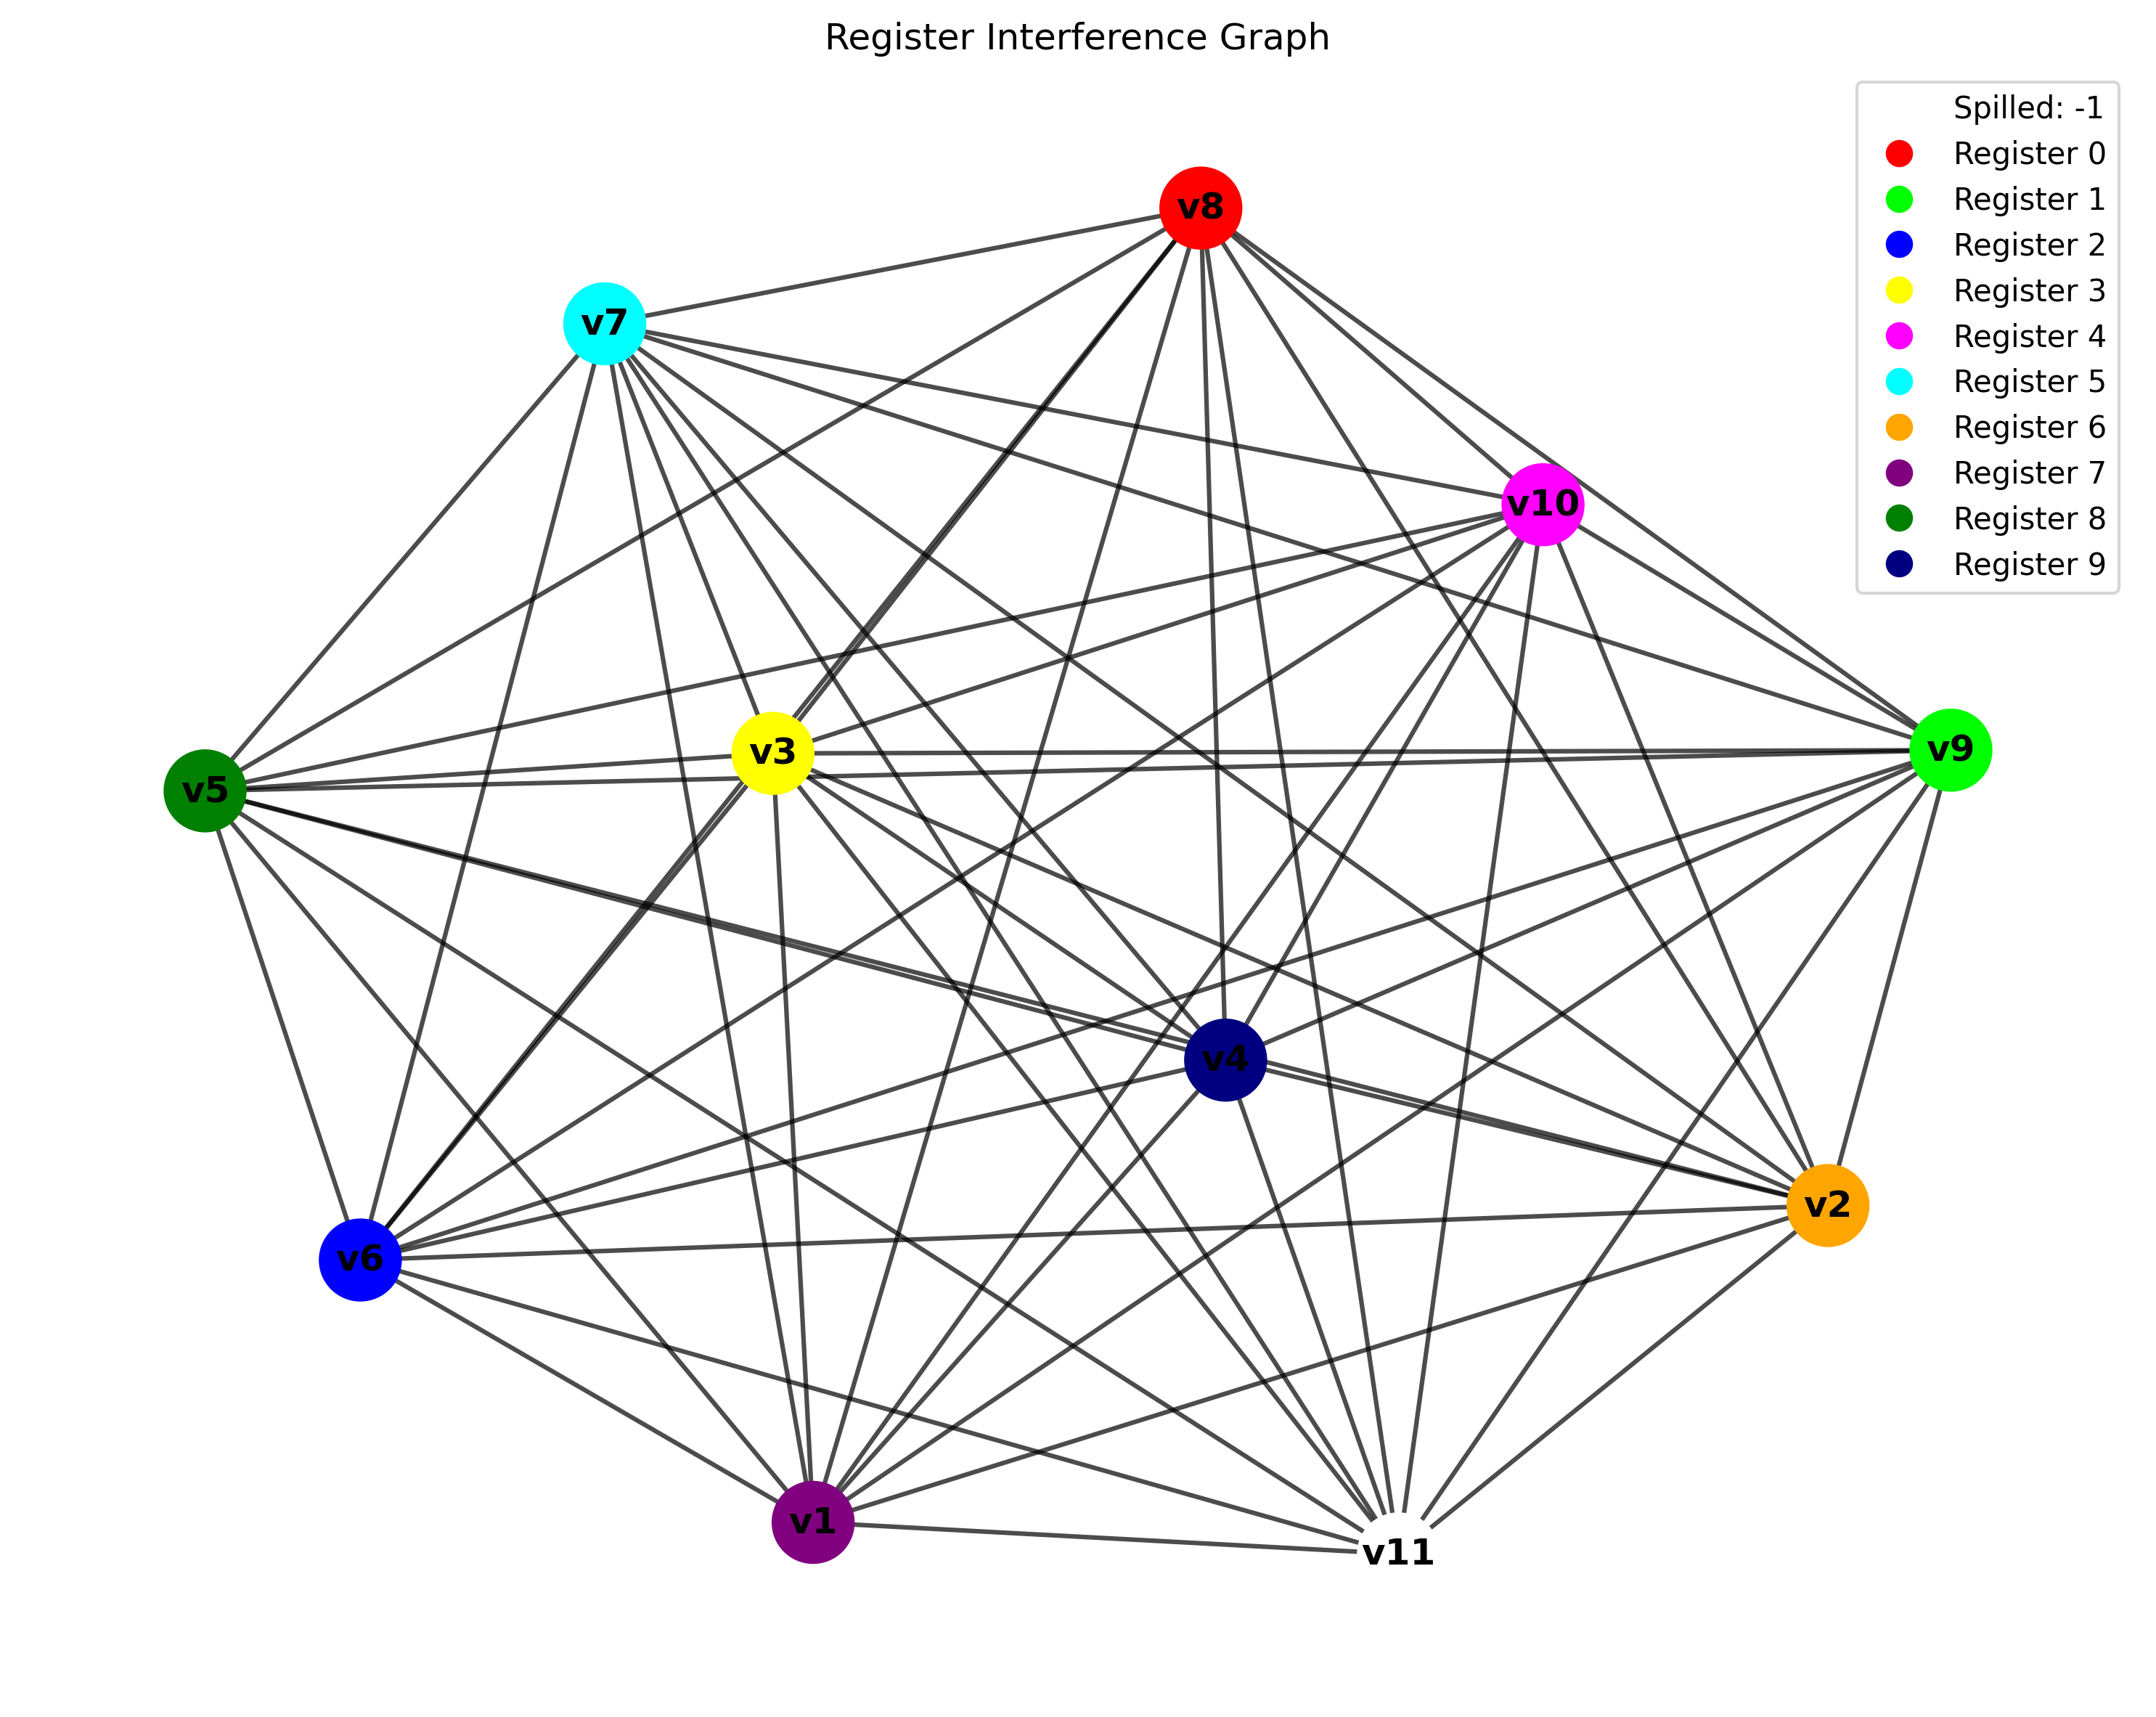 Register Interference Graph
Spilled: -1
Register 0
Register 1
Register 2
Register 3
Register 4
Register 5
Register 6
Register 7
Register 8
Register 9
v8
v7
v10
v3
v9
v5
v4
v2
v6
v1
v11